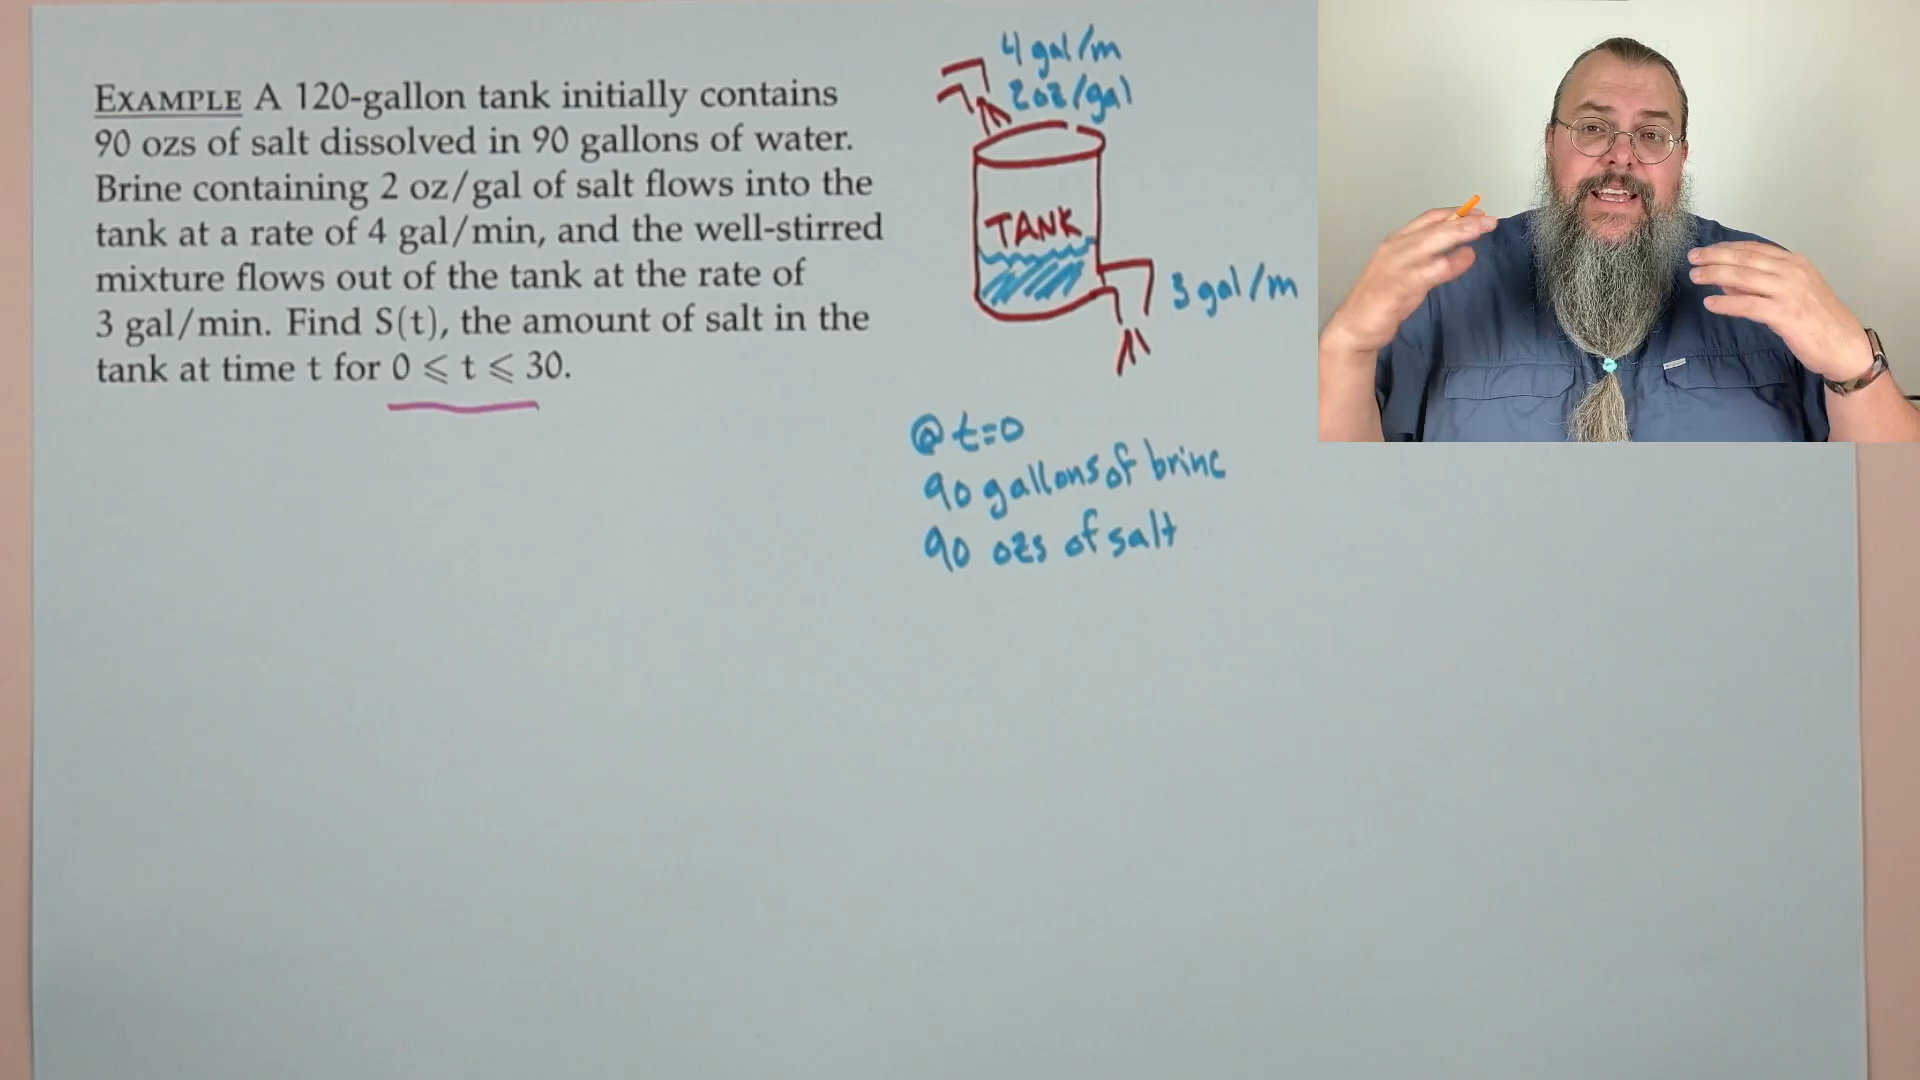 EXAMPLE A 120-gallon tank initially contains
90 ozs of salt dissolved in 90 gallons of water.
Brine containing 2 oz/gal of salt flows into the
tank at a rate of 4 gal/min, and the well-stirred
mixture flows out of the tank at the rate of
3 gal/min. Find S(t), the amount of salt in the
tank at time t for 0 ⩽ t ⩽ 30.
4 gal/m
2oz/gal
TANK
3 gal/m
@ t=0
90 gallons of brine
90 ozs of salt